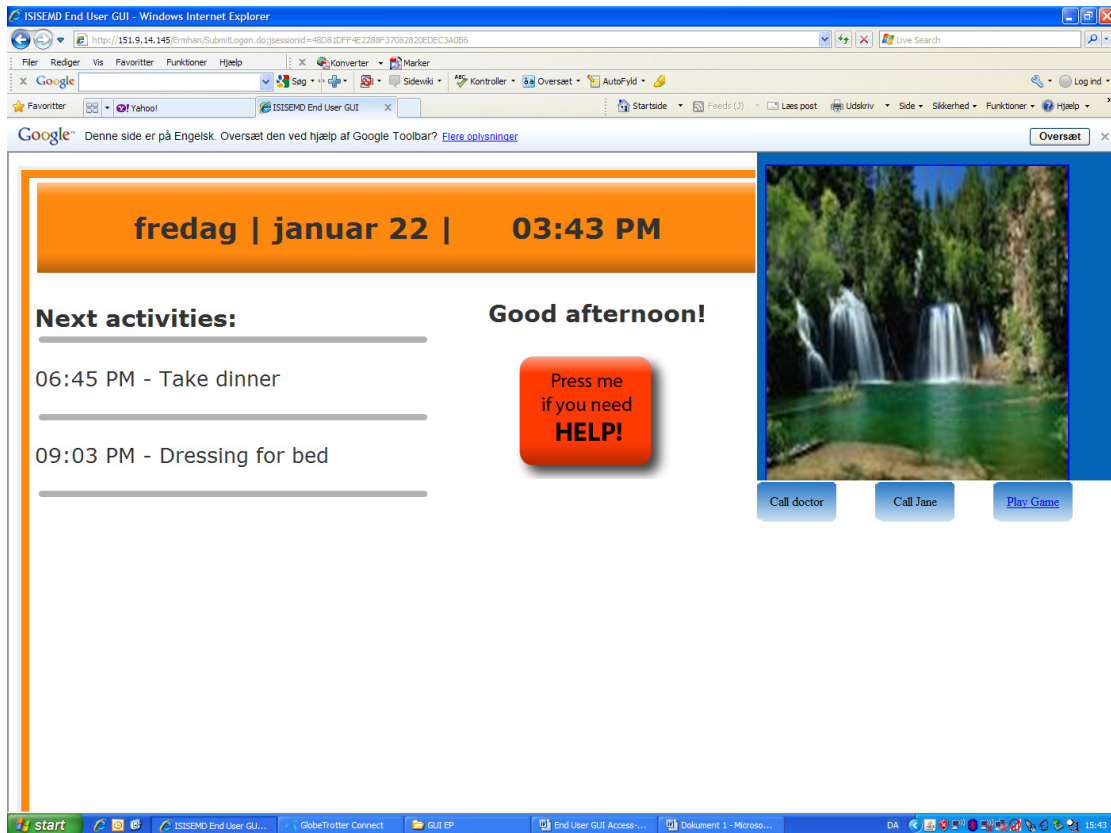 ISISEMD End User GUI - Windows Internet Explorer
http://151.9.14.145/Ermhan/SubmitLogon.do;jsessionid=48D81DFF4E2288F37082820EDEC3A0B6
Live Search
Filer Rediger Vis Favoritter Funktioner Hjælp X Konverter Marker
x Google Søg Sidewiki Kontroller Oversæt AutoFyld Log ind
Favoritter Yahoo! ISISEMD End User GUI X Startside Feeds (J) Læs post Udskriv Side Sikkerhed Funktioner Hjælp
Google Denne side er på Engelsk. Oversæt den ved hjælp af Google Toolbar? Flere oplysninger Oversæt
fredag | januar 22 | 03:43 PM
Next activities:
Good afternoon!
06:45 PM - Take dinner
09:03 PM - Dressing for bed
Press me
if you need
HELP!
Call doctor
Call Jane
Play Game
start ISISEMD End User GU... GlobeTrotter Connect GUI EP End User GUI Access-... Dokument 1 - Microso... DA 15:43